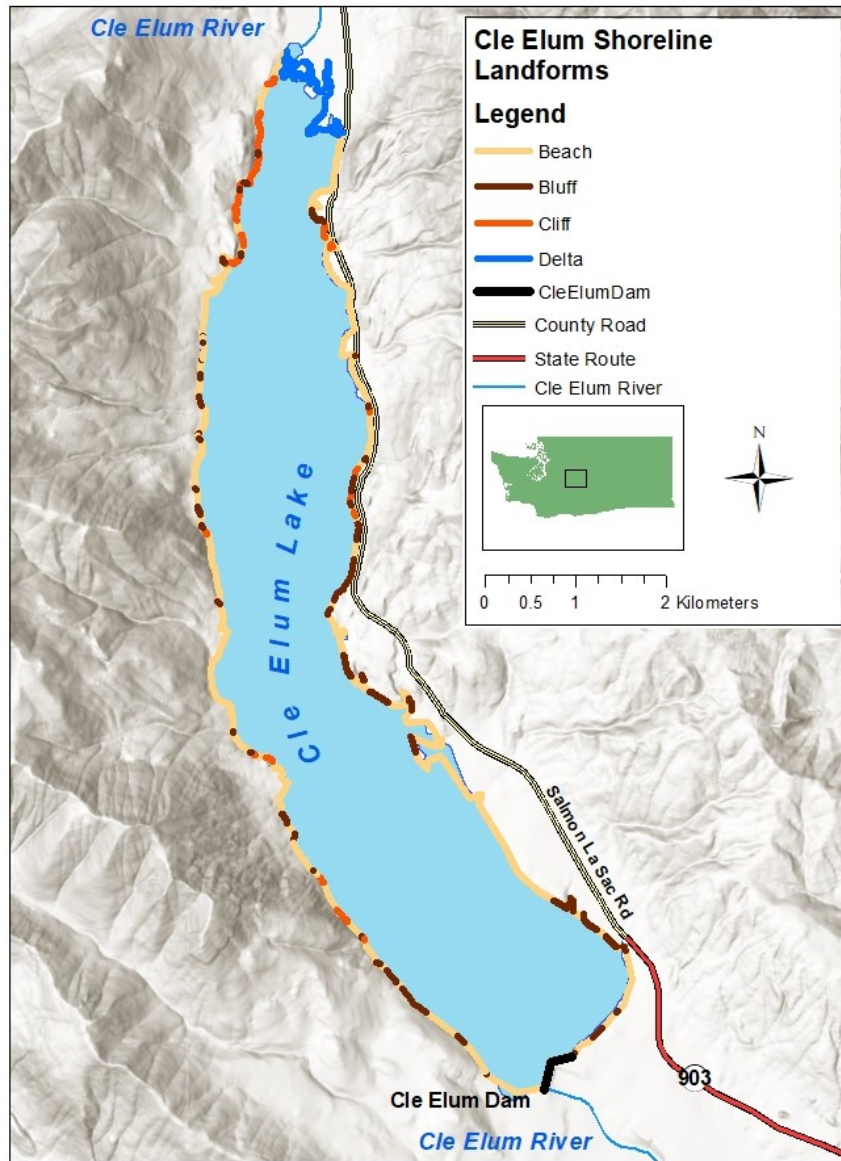 Cle Elum River
Cle Elum Shoreline
Landforms
Legend
Beach
Bluff
Cliff
Delta
CleElumDam
County Road
State Route
Cle Elum River
N
0 0.5 1 2 Kilometers
Cle Elum Lake
Salmon La Sac Rd
903
Cle Elum Dam
Cle Elum River